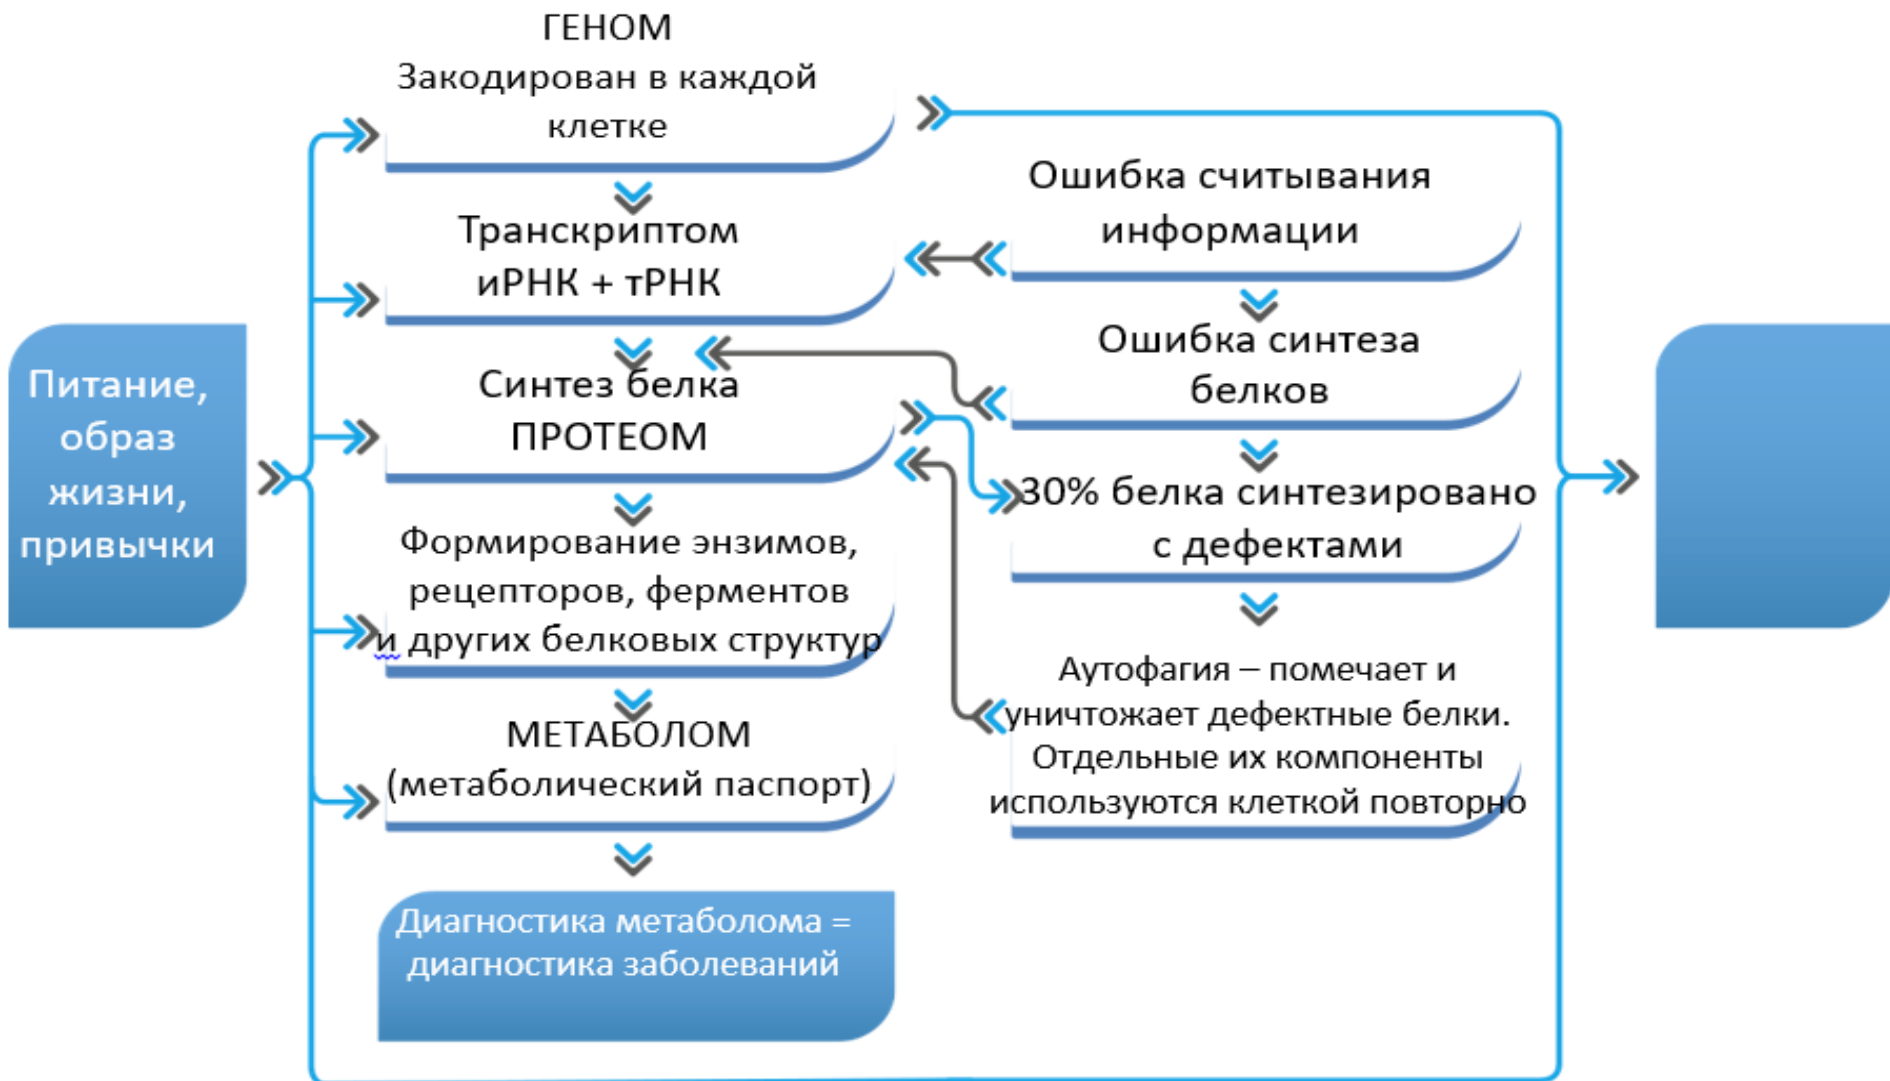 ГЕНОМ
Закодирован в каждой
клетке
Транскриптом
иРНК + тРНК
Синтез белка
ПРОТЕОМ
Формирование энзимов,
рецепторов, ферментов
и других белковых структур
МЕТАБОЛОМ
(метаболический паспорт)
Диагностика метаболома =
диагностика заболеваний
Питание,
образ
жизни,
привычки
Ошибка считывания
информации
Ошибка синтеза
белков
30% белка синтезировано
с дефектами
Аутофагия – помечает и
уничтожает дефектные белки.
Отдельные их компоненты
используются клеткой повторно